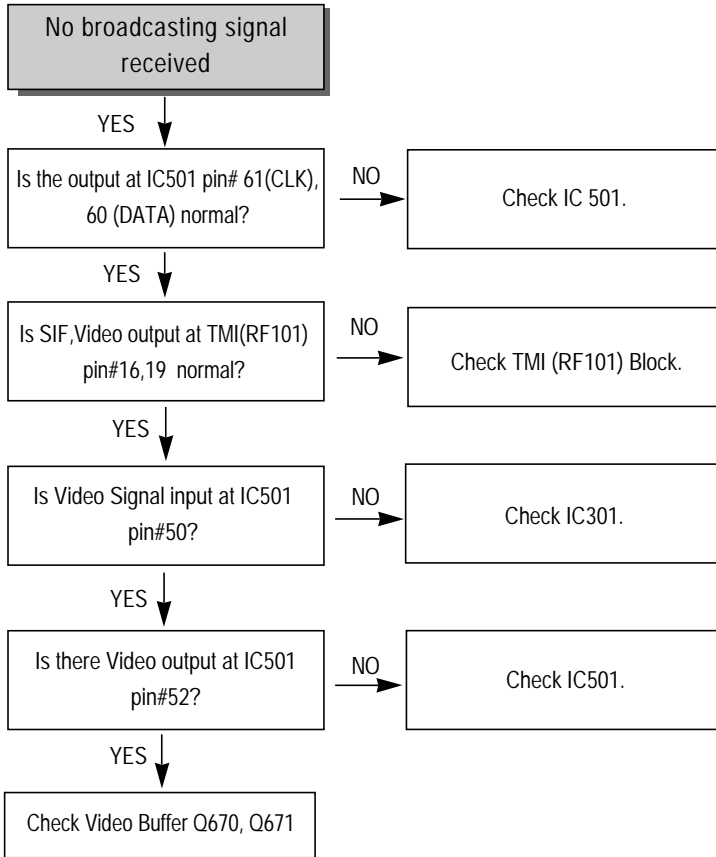 No broadcasting signal
received
YES
Is the output at IC501 pin# 61(CLK),
60 (DATA) normal?
NO
Check IC 501.
YES
Is SIF,Video output at TMI(RF101)
pin#16,19 normal?
NO
Check TMI (RF101) Block.
YES
Is Video Signal input at IC501
pin#50?
NO
Check IC301.
YES
Is there Video output at IC501
pin#52?
NO
Check IC501.
YES
Check Video Buffer Q670, Q671